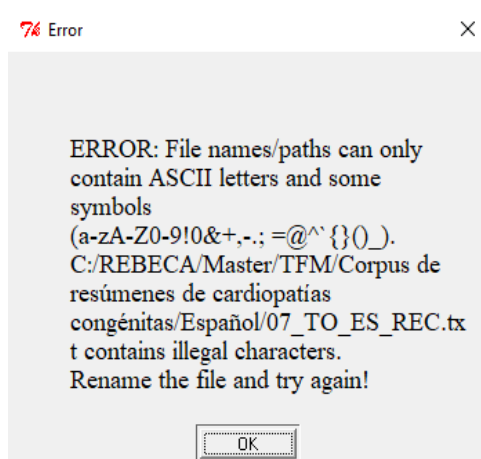 Error
ERROR: File names/paths can only
contain ASCII letters and some
symbols
(a-zA-Z0-9!0&+,-.; =@^`{}()_).
C:/REBECA/Master/TFM/Corpus de
resúmenes de cardiopatías
congénitas/Español/07_TO_ES_REC.tx
t contains illegal characters.
Rename the file and try again!
OK